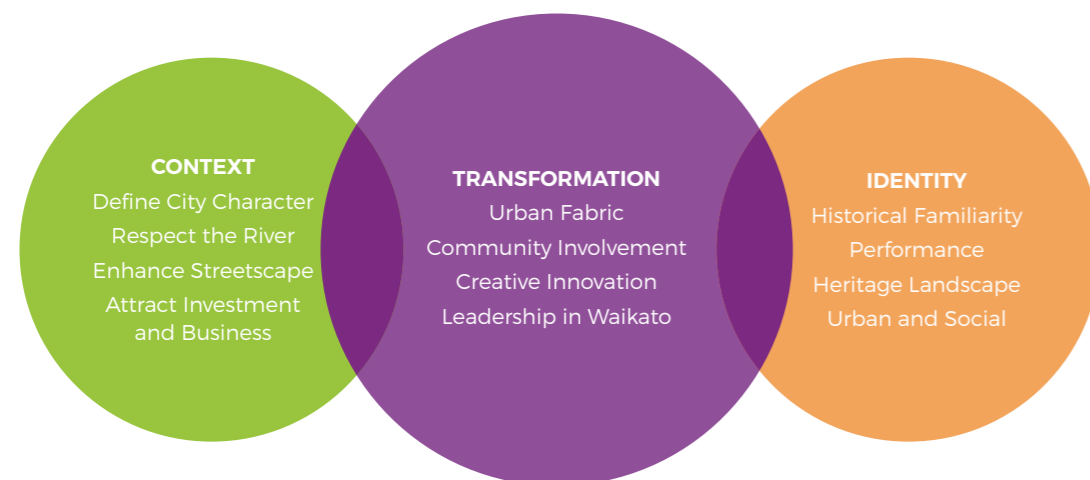 CONTEXT
Define City Character
Respect the River
Enhance Streetscape
Attract Investment
and Business
TRANSFORMATION
Urban Fabric
Community Involvement
Creative Innovation
Leadership in Waikato
IDENTITY
Historical Familiarity
Performance
Heritage Landscape
Urban and Social